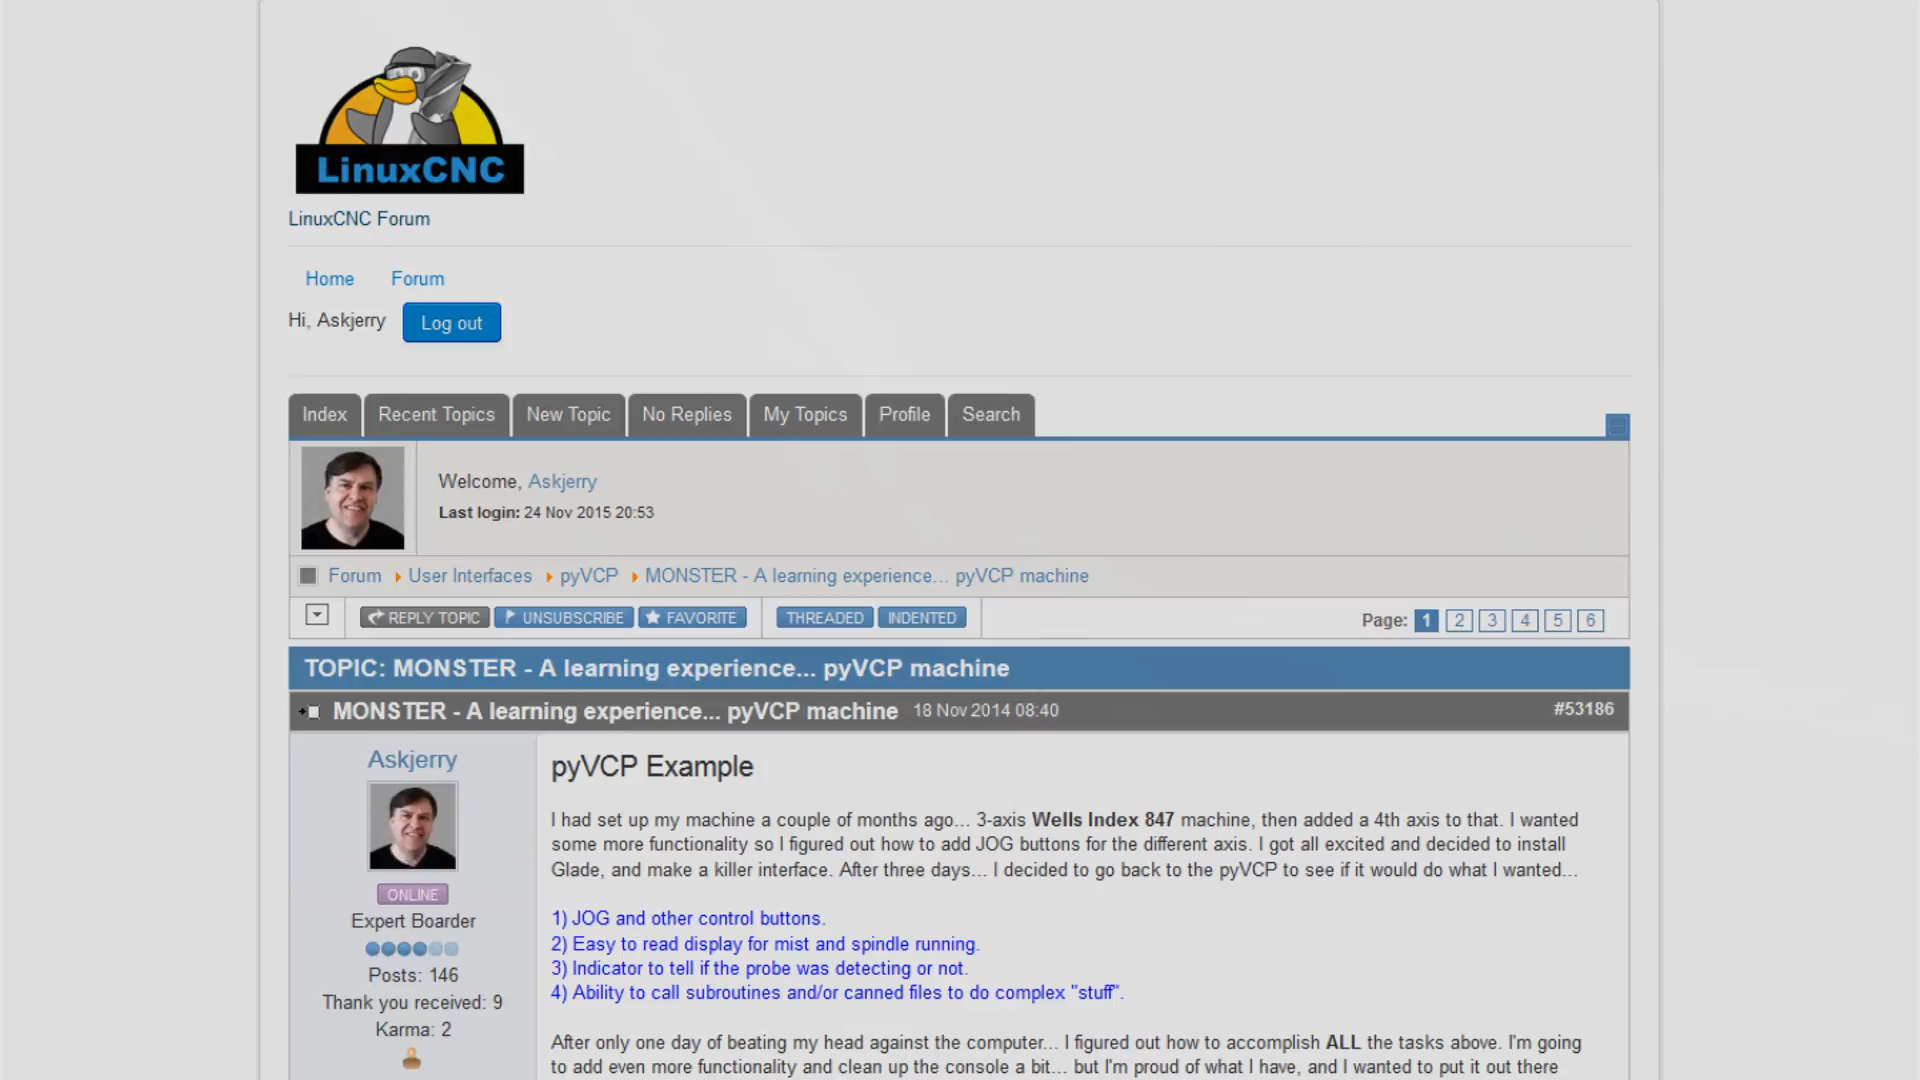 LinuxCNC
LinuxCNC Forum
Home Forum
Hi, Askjerry Log out
Index Recent Topics New Topic No Replies My Topics Profile Search
Welcome, Askjerry
Last login: 24 Nov 2015 20:53
Forum User Interfaces pyVCP MONSTER - A learning experience... pyVCP machine
REPLY TOPIC UNSUBSCRIBE FAVORITE THREADED INDENTED Page: 1 2 3 4 5 6
TOPIC: MONSTER - A learning experience... pyVCP machine
MONSTER - A learning experience... pyVCP machine 18 Nov 2014 08:40 #53186
Askjerry
ONLINE
Expert Boarder
Posts: 146
Thank you received: 9
Karma: 2
pyVCP Example
I had set up my machine a couple of months ago... 3-axis Wells Index 847 machine, then added a 4th axis to that. I wanted
some more functionality so I figured out how to add JOG buttons for the different axis. I got all excited and decided to install
Glade, and make a killer interface. After three days... I decided to go back to the pyVCP to see if it would do what I wanted...
1) JOG and other control buttons.
2) Easy to read display for mist and spindle running.
3) Indicator to tell if the probe was detecting or not.
4) Ability to call subroutines and/or canned files to do complex "stuff".
After only one day of beating my head against the computer... I figured out how to accomplish ALL the tasks above. I'm going
to add even more functionality and clean up the console a bit... but I'm proud of what I have, and I wanted to put it out there